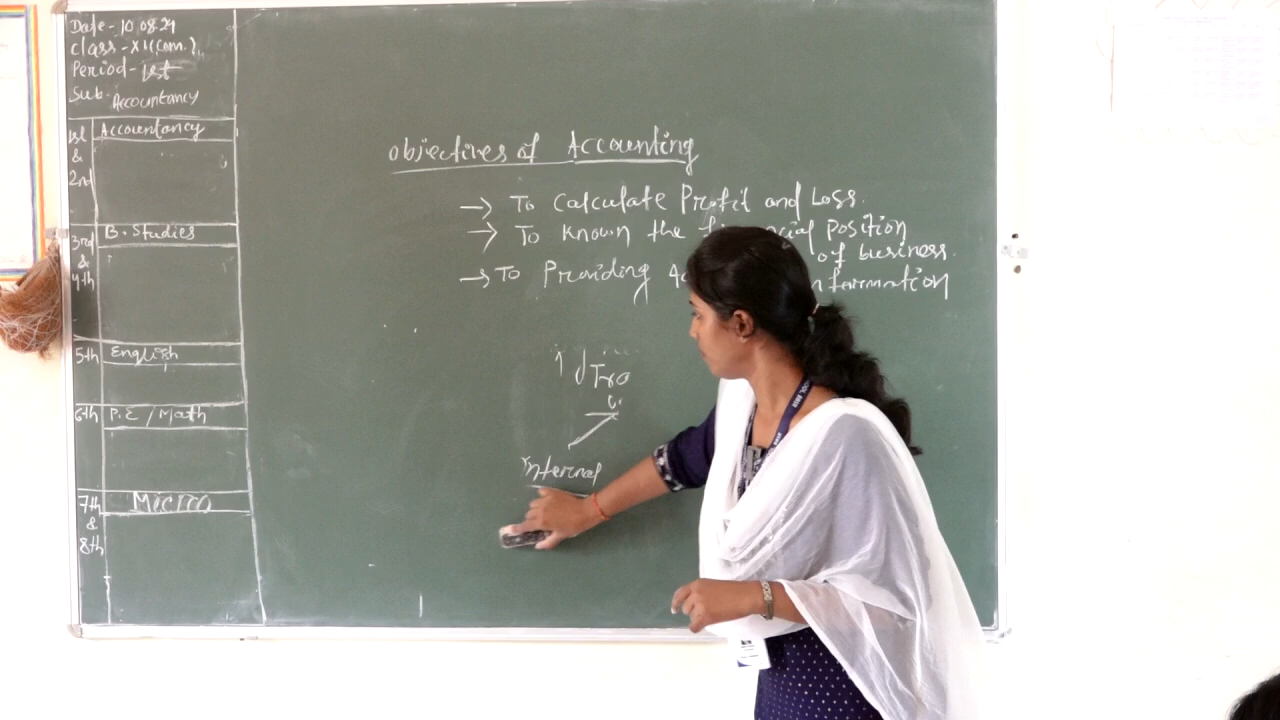 Date-10.08.24
Class-XI(Com.)
Period-1st
Sub. Accountancy
1st & 2nd Accountancy
3rd & 4th B. Studies
5th English
6th P.E/Math
7th & 8th Micro
Objectives of Accounting
→ To Calculate Profit and Loss.
→ To Known the position
of business.
→ To Providing
Internal